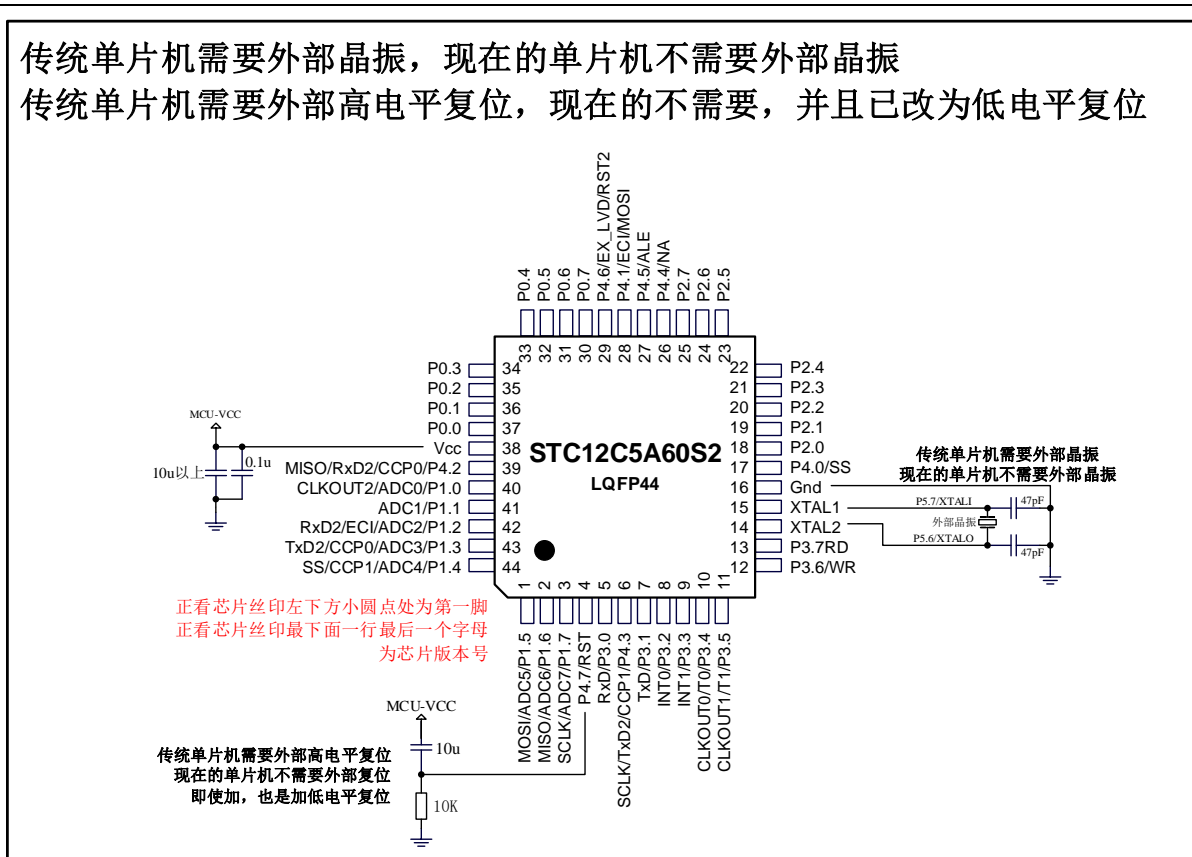 传统单片机需要外部晶振，现在的单片机不需要外部晶振
传统单片机需要外部高电平复位，现在的不需要，并且已改为低电平复位
P0.4
P0.5
P0.6
P0.7
P4.6/EX_LVD/RST2
P4.1/ECI/MOSI
P4.5/ALE
P4.4/NA
P2.7
P2.6
P2.5
33
32
31
30
29
28
27
26
25
24
23
P0.3 34
P0.2 35
P0.1 36
P0.0 37
Vcc 38
MISO/RxD2/CCP0/P4.2 39
CLKOUT2/ADC0/P1.0 40
ADC1/P1.1 41
RxD2/ECI/ADC2/P1.2 42
TxD2/CCP0/ADC3/P1.3 43
SS/CCP1/ADC4/P1.4 44
MCU-VCC
10u以上
0.1u
STC12C5A60S2
LQFP44
22 P2.4
21 P2.3
20 P2.2
19 P2.1
18 P2.0
17 P4.0/SS
16 Gnd
15 XTAL1
14 XTAL2
13 P3.7RD
12 P3.6/WR
传统单片机需要外部晶振
现在的单片机不需要外部晶振
P5.7/XTALI
47pF
外部晶振
P5.6/XTALO
47pF
1
2
3
4
5
6
7
8
9
10
11
MOSI/ADC5/P1.5
MISO/ADC6/P1.6
SCLK/ADC7/P1.7
P4.7/RST
RxD/P3.0
SCLK/TxD2/CCP1/P4.3
TxD/P3.1
INT0/P3.2
INT1/P3.3
CLKOUT0/T0/P3.4
CLKOUT1/T1/P3.5
正看芯片丝印左下方小圆点处为第一脚
正看芯片丝印最下面一行最后一个字母
为芯片版本号
MCU-VCC
10u
10K
传统单片机需要外部高电平复位
现在的单片机不需要外部复位
即使加，也是加低电平复位